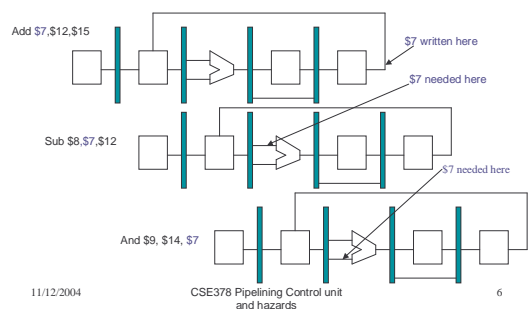 Add $7,$12,$15
$7 written here
$7 needed here
Sub $8,$7,$12
$7 needed here
And $9, $14, $7
11/12/2004
CSE378 Pipelining Control unit
and hazards
6